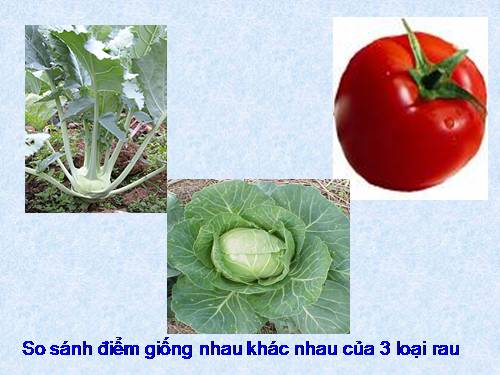 So sánh điểm giống nhau khác nhau của 3 loại rau